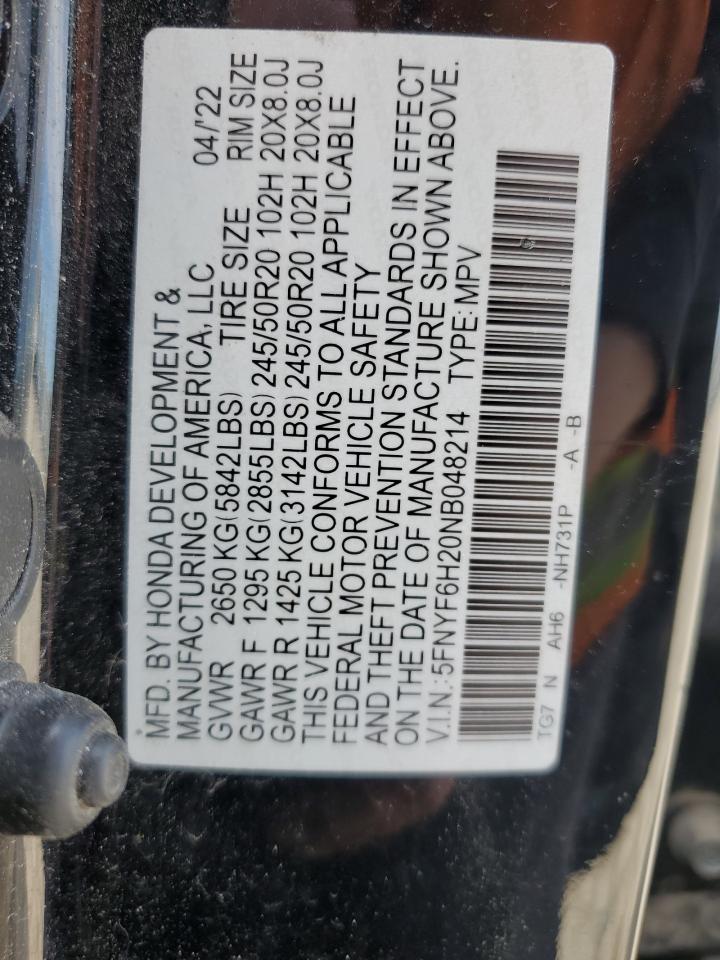 MFD. BY HONDA DEVELOPMENT &
MANUFACTURING OF AMERICA, LLC 04/'22
GVWR 2650 KG(5842LBS) TIRE SIZE RIM SIZE
GAWR F 1295 KG(2855LBS) 245/50R20 102H 20X8.0J
GAWR R 1425 KG(3142LBS) 245/50R20 102H 20X8.0J
THIS VEHICLE CONFORMS TO ALL APPLICABLE
FEDERAL MOTOR VEHICLE SAFETY
AND THEFT PREVENTION STANDARDS IN EFFECT
ON THE DATE OF MANUFACTURE SHOWN ABOVE.
V.I.N.:5FNYF6H20NB048214 TYPE:MPV
TG7 N AH6 -NH731P -A -B